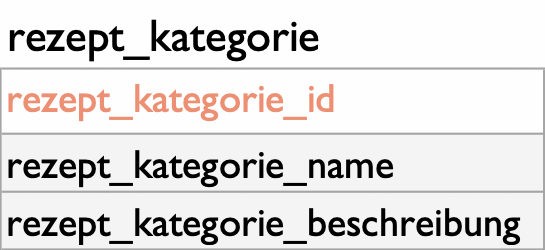 rezept_kategorie
rezept_kategorie_id
rezept_kategorie_name
rezept_kategorie_beschreibung